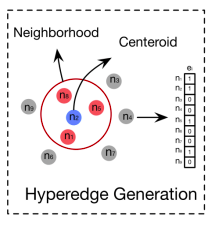 Neighborhood
Centeroid
eᵢ
n₃
n₈
n₉
n₅
n₂
n₄
n₁
n₆
n₇
n₁ 1
n₂ 1
n₃ 0
n₄ 0
n₅ 1
n₆ 0
n₇ 0
n₈ 1
n₉ 0
Hyperedge Generation